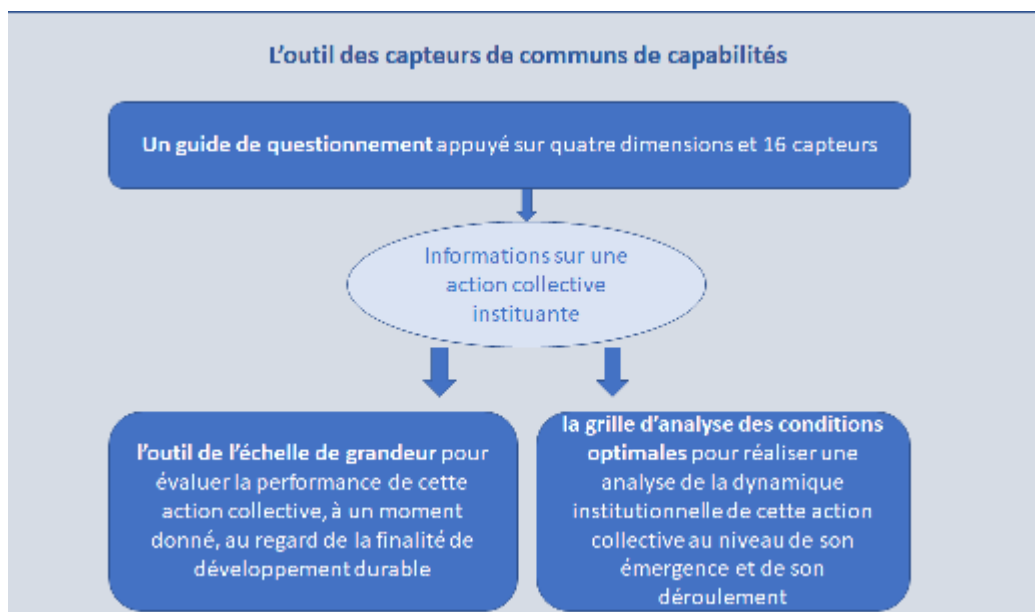 L'outil des capteurs de communs de capabilités
Un guide de questionnement appuyé sur quatre dimensions et 16 capteurs
Informations sur une
action collective
instituante
l'outil de l'échelle de grandeur pour
évaluer la performance de cette
action collective, à un moment
donné, au regard de la finalité de
développement durable
la grille d'analyse des conditions
optimales pour réaliser une
analyse de la dynamique
institutionnelle de cette action
collective au niveau de son
émergence et de son
déroulement